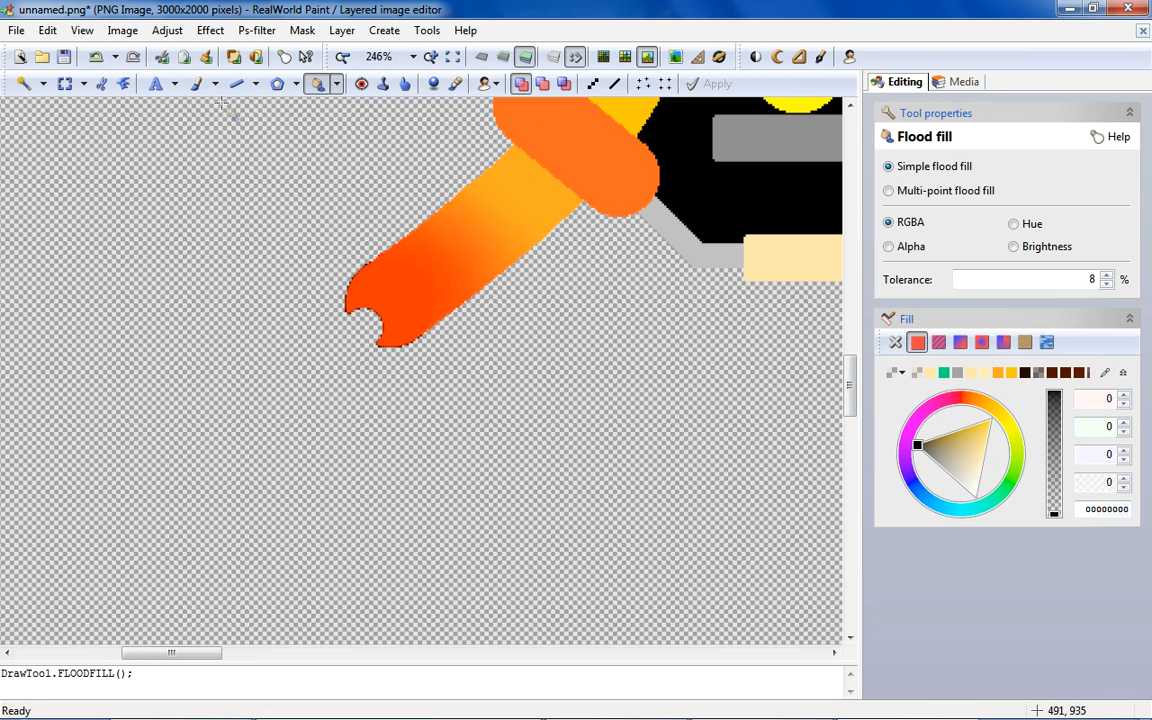 unnamed.png* (PNG Image, 3000x2000 pixels) - RealWorld Paint / Layered image editor
File Edit View Image Adjust Effect Ps-filter Mask Layer Create Tools Help
246%
A Apply
Editing Media
Tool properties
Flood fill Help
Simple flood fill
Multi-point flood fill
RGBA Hue
Alpha Brightness
Tolerance: 8 %
Fill
0
0
0
0
00000000
DrawTool.FLOODFILL();
Ready 491, 935